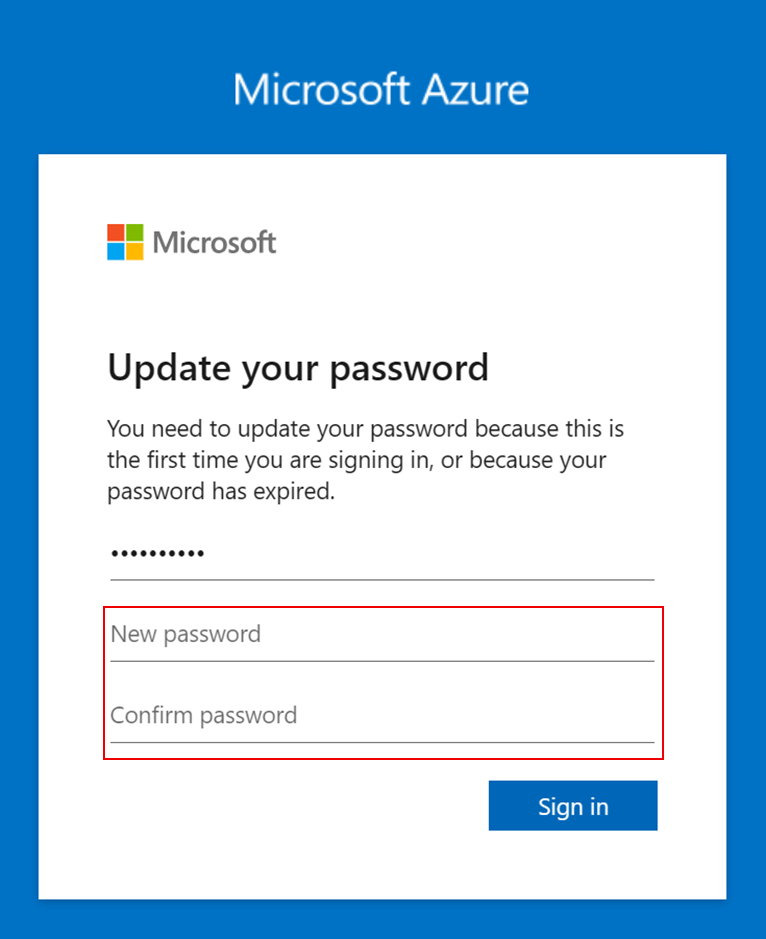 Microsoft Azure
Microsoft
Update your password
You need to update your password because this is
the first time you are signing in, or because your
password has expired.
••••••••••
New password
Confirm password
Sign in